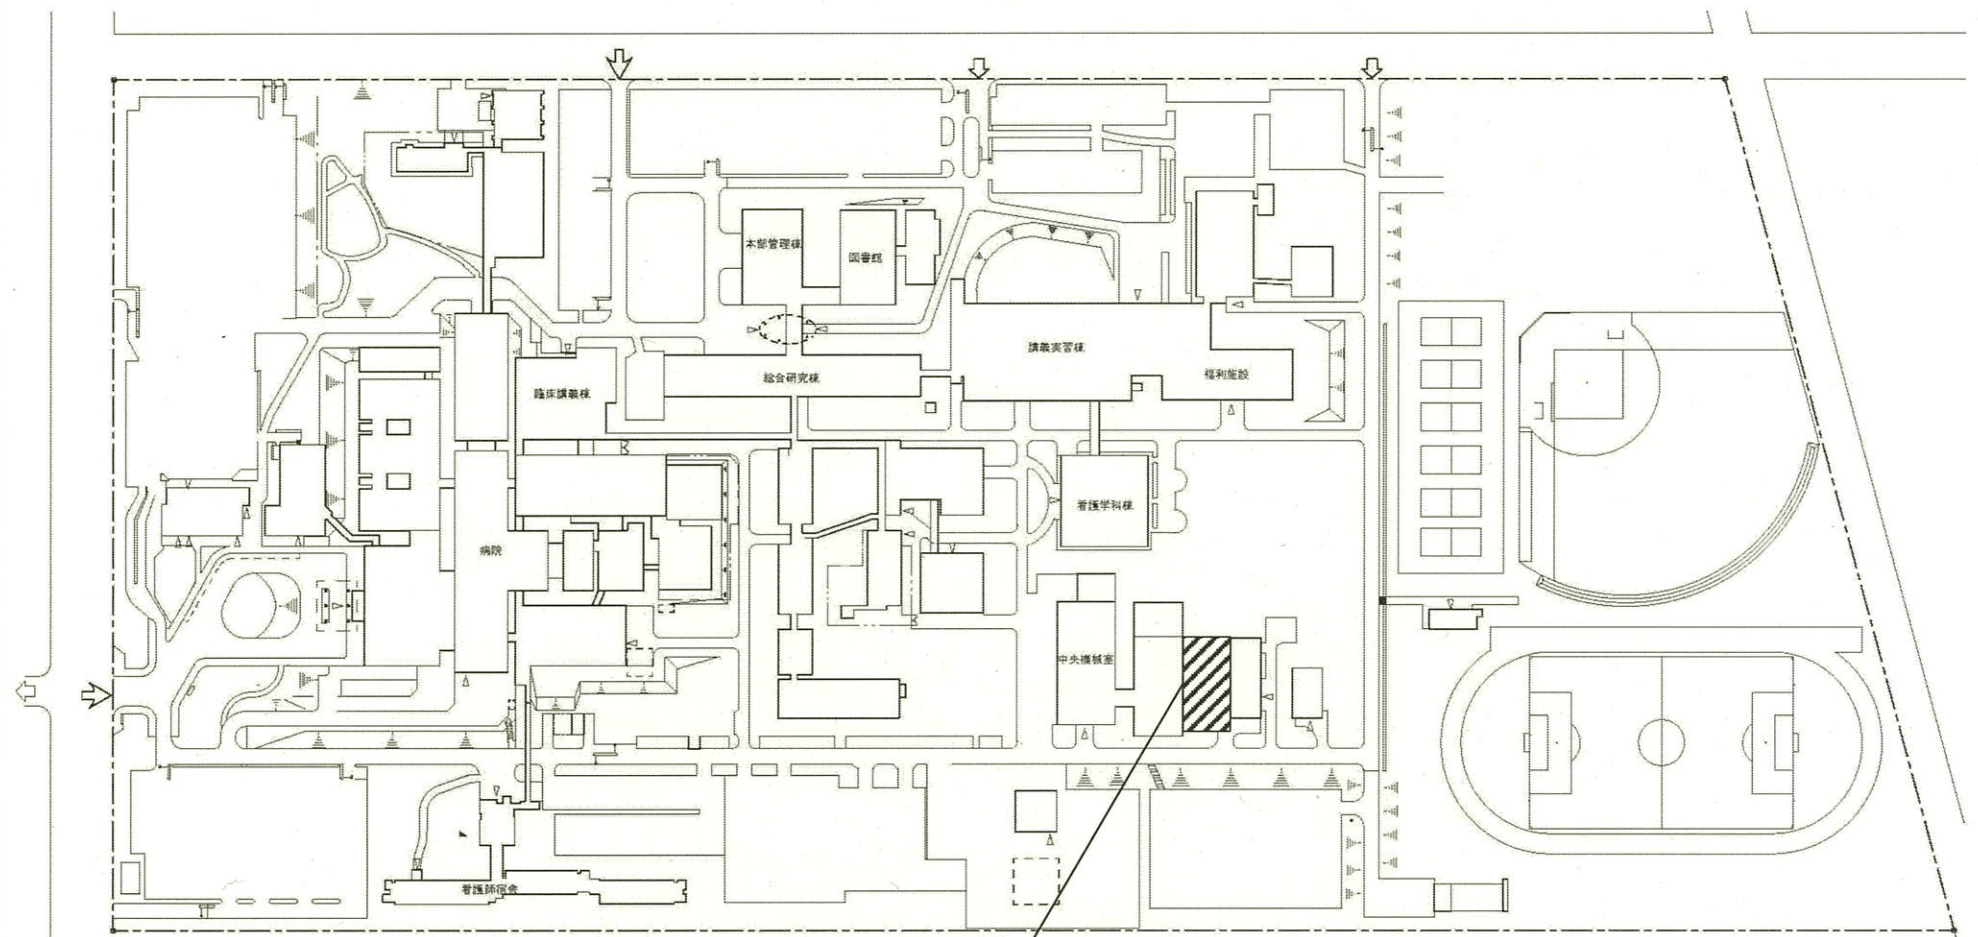 本部管理棟
図書館
講義実習棟
総合研究棟
福利施設
臨床講義棟
看護学科棟
病院
中央機械室
看護師宿舎